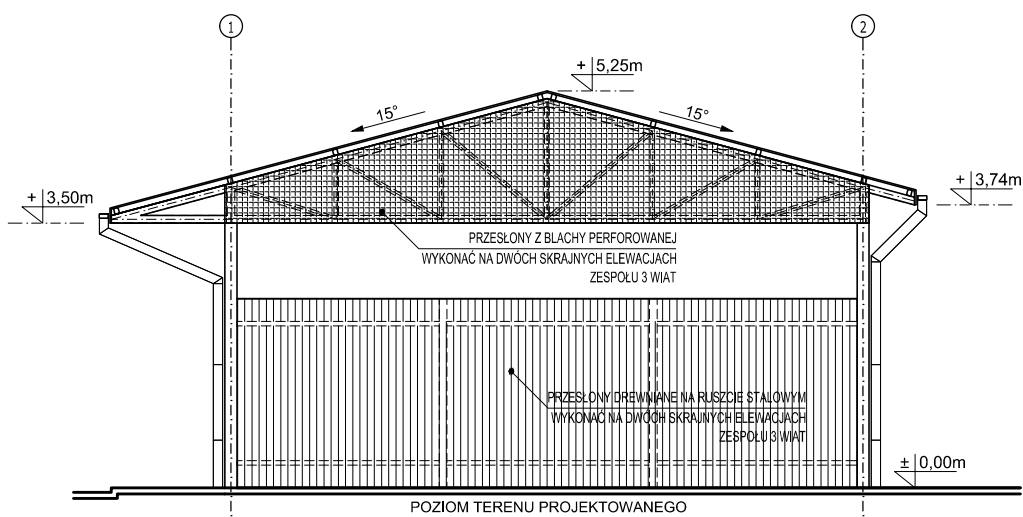 1
2
+ 5,25m
15°
15°
+ 3,50m
+ 3,74m
PRZESŁONY Z BLACHY PERFOROWANEJ
WYKONAĆ NA DWÓCH SKRAJNYCH ELEWACJACH
ZESPOŁU 3 WIAT
PRZESŁONY DREWNIANE NA RUSZCIE STALOWYM
WYKONAĆ NA DWÓCH SKRAJNYCH ELEWACJACH
ZESPOŁU 3 WIAT
± 0,00m
POZIOM TERENU PROJEKTOWANEGO